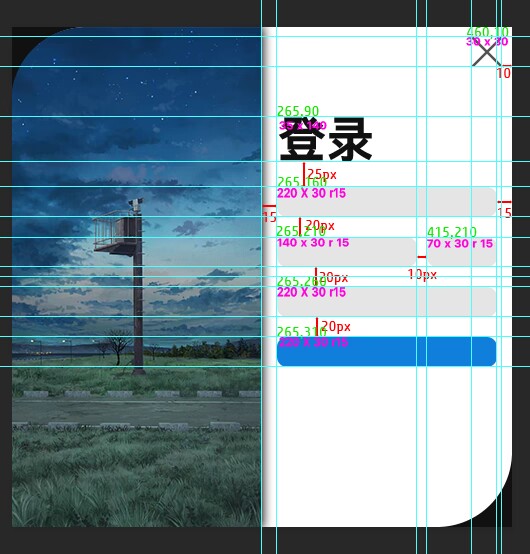 460,10
30 x 30
10
265,90
35 x 140
登录
25px
265,160
220 X 30 r15
15
15
20px
265,210
140 x 30 r 15
415,210
70 x 30 r 15
10px
20px
265,260
220 X 30 r15
20px
265,310
220 X 30 r15